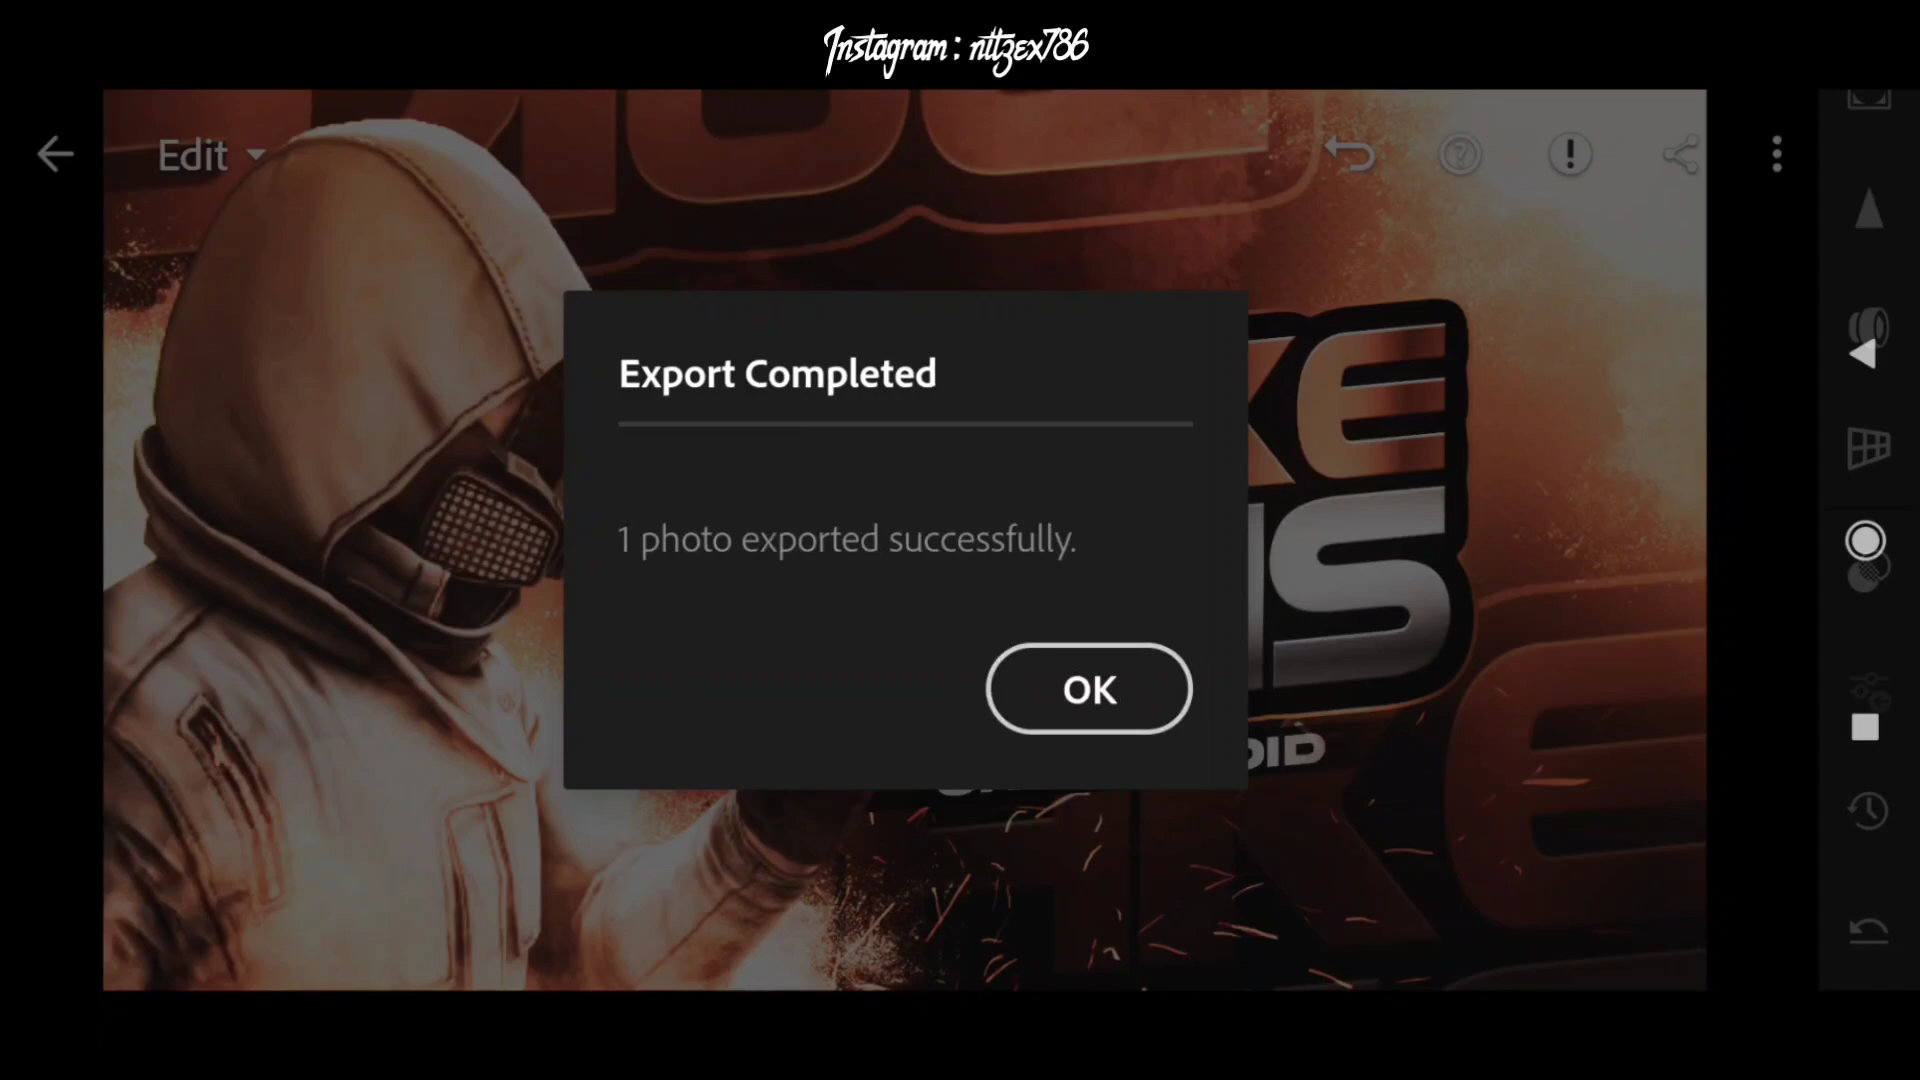 Instagram : nitzex786
Edit
Export Completed
1 photo exported successfully.
OK